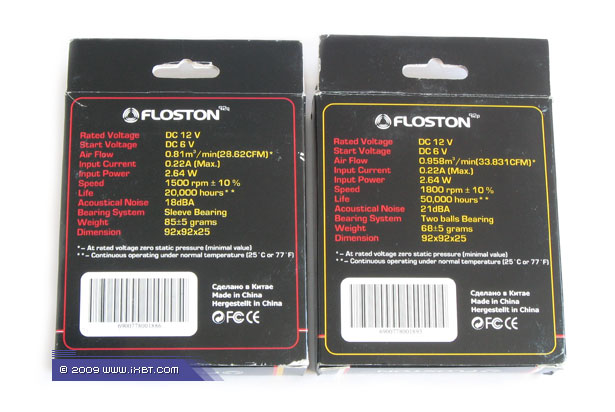 FLOSTON 92q
Rated Voltage DC 12 V
Start Voltage DC 6 V
Air Flow 0.81m³/min(28.62CFM)*
Input Current 0.22A (Max.)
Input Power 2.64 W
Speed 1500 rpm ± 10 %
Life 20,000 hours**
Acoustical Noise 18dBA
Bearing System Sleeve Bearing
Weight 85±5 grams
Dimension 92x92x25
* – At rated voltage zero static pressure (minimal value)
** – Continuous operating under normal temperature (25°C or 77°F)
Сделано в Китае
Made in China
Hergestellt in China
FC CE
FLOSTON 92p
Rated Voltage DC 12 V
Start Voltage DC 6 V
Air Flow 0.958m³/min(33.831CFM)*
Input Current 0.22A (Max.)
Input Power 2.64 W
Speed 1800 rpm ± 10 %
Life 50,000 hours**
Acoustical Noise 21dBA
Bearing System Two balls Bearing
Weight 68±5 grams
Dimension 92x92x25
* – At rated voltage zero static pressure (minimal value)
** – Continuous operating under normal temperature (25°C or 77°F)
Сделано в Китае
Made in China
Hergestellt in China
FC CE
© 2009 www.iXBT.com